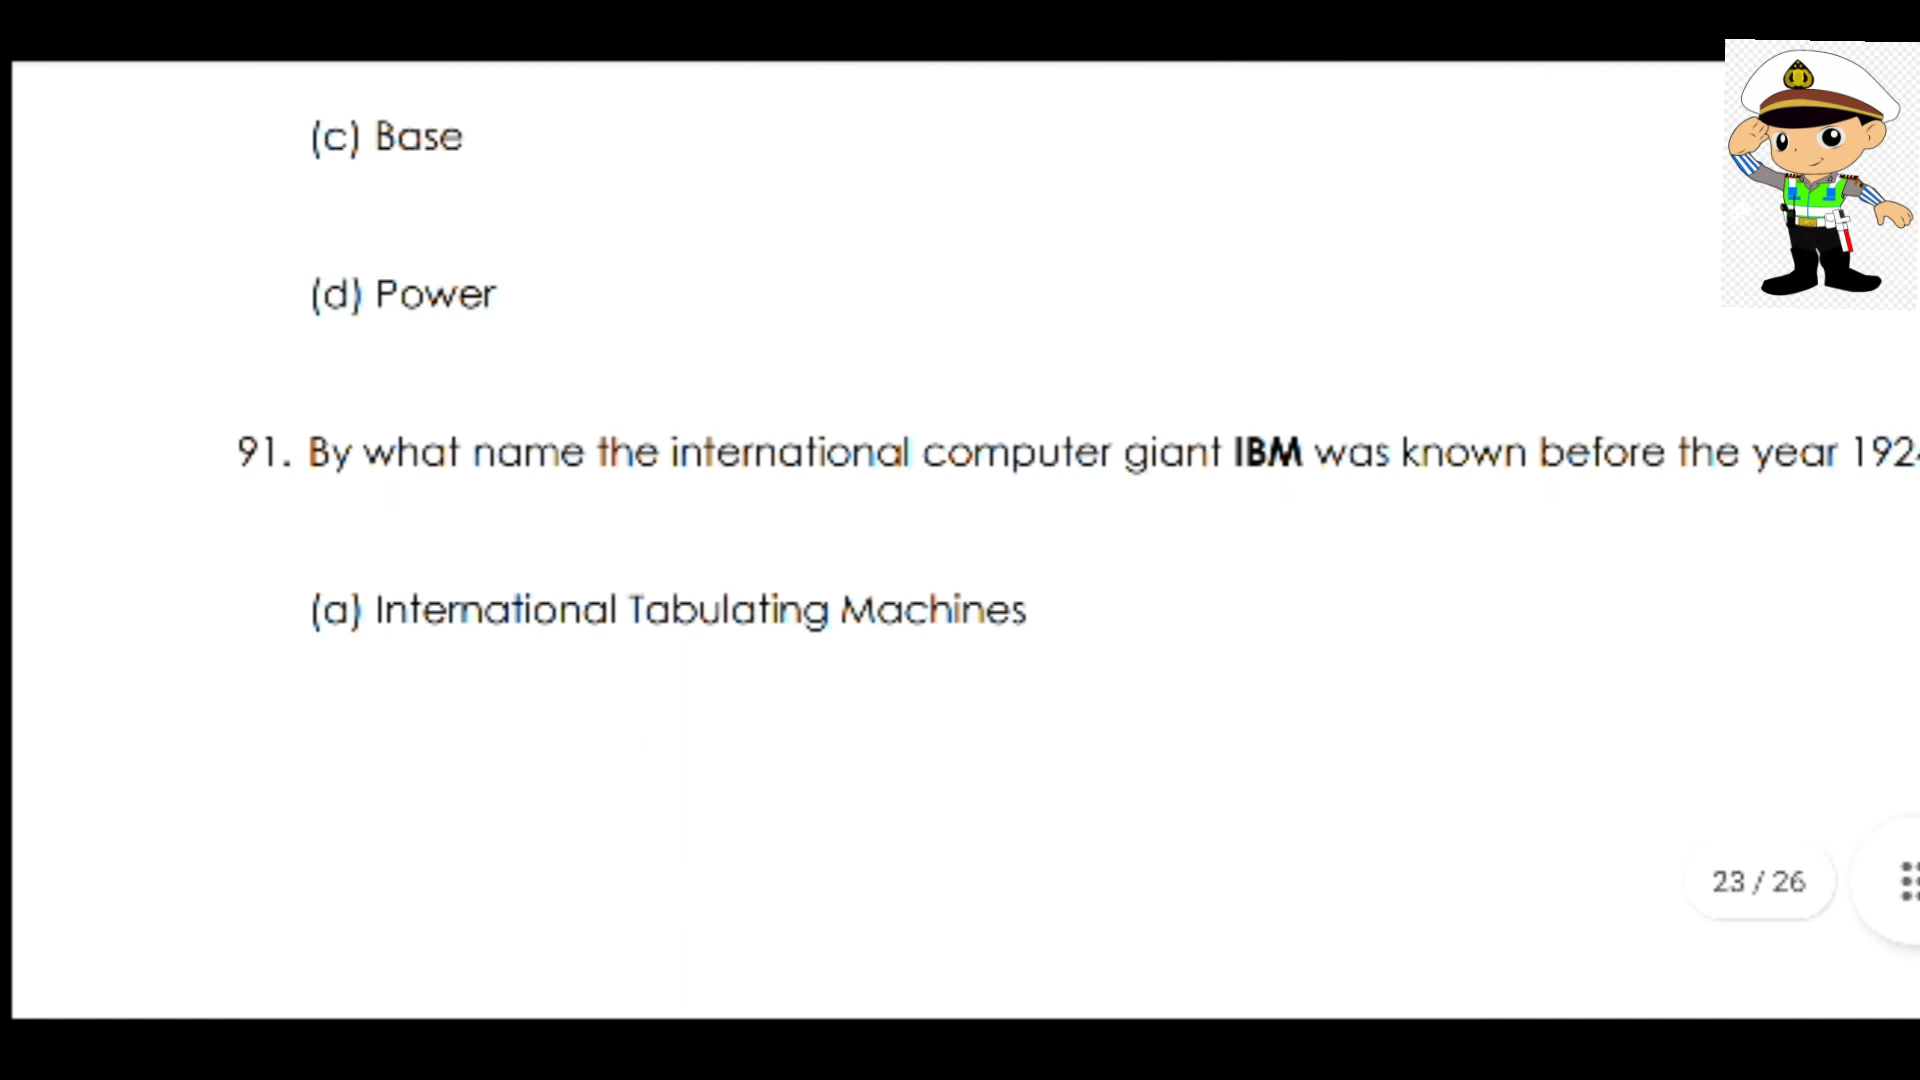 (c) Base
(d) Power
91. By what name the international computer giant IBM was known before the year
(a) International Tabulating Machines
23 / 26